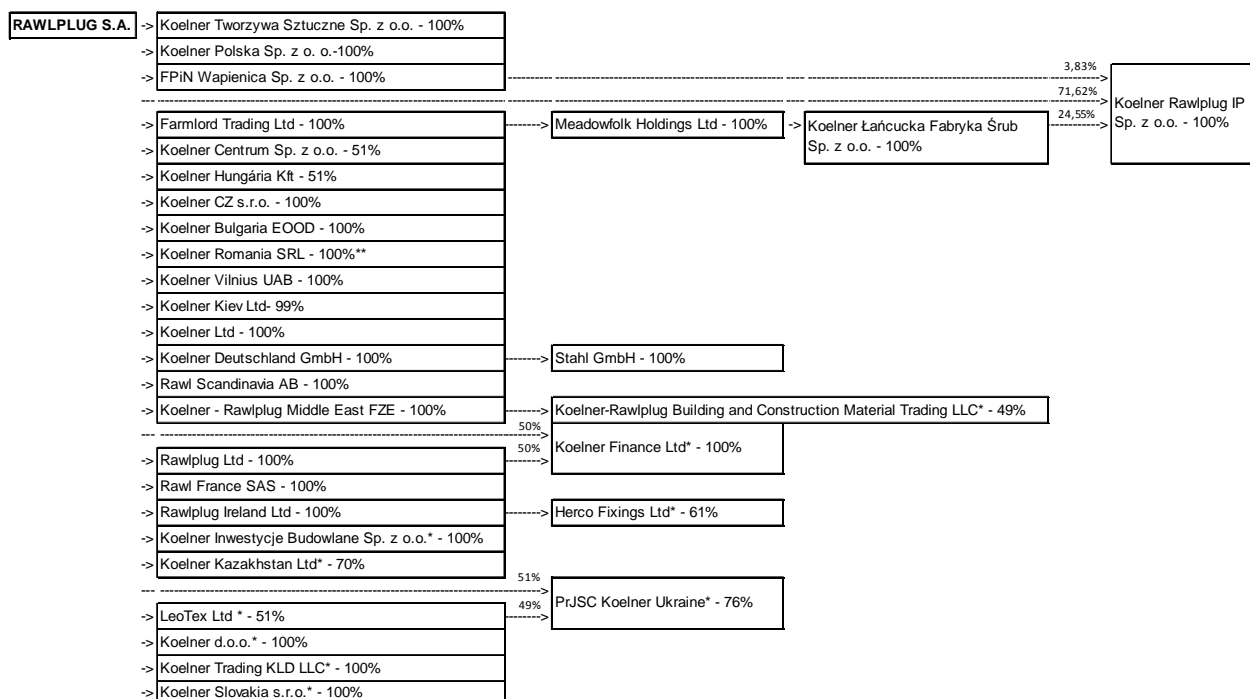 RAWLPLUG S.A. -> Koelner Tworzywa Sztuczne Sp. z o.o. - 100%
-> Koelner Polska Sp. z o. o.-100%
-> FPiN Wapienica Sp. z o.o. - 100%
3,83%
71,62%
Koelner Rawlplug IP
Sp. z o.o. - 100%
-> Farmlord Trading Ltd - 100% -> Meadowfolk Holdings Ltd - 100% -> Koelner Łańcucka Fabryka Śrub
Sp. z o.o. - 100%
24,55%
-> Koelner Centrum Sp. z o.o. - 51%
-> Koelner Hungária Kft - 51%
-> Koelner CZ s.r.o. - 100%
-> Koelner Bulgaria EOOD - 100%
-> Koelner Romania SRL - 100%**
-> Koelner Vilnius UAB - 100%
-> Koelner Kiev Ltd- 99%
-> Koelner Ltd - 100%
-> Koelner Deutschland GmbH - 100% -> Stahl GmbH - 100%
-> Rawl Scandinavia AB - 100%
-> Koelner - Rawlplug Middle East FZE - 100% -> Koelner-Rawlplug Building and Construction Material Trading LLC* - 49%
50%
50%
Koelner Finance Ltd* - 100%
-> Rawlplug Ltd - 100%
-> Rawl France SAS - 100%
-> Rawlplug Ireland Ltd - 100% -> Herco Fixings Ltd* - 61%
-> Koelner Inwestycje Budowlane Sp. z o.o.* - 100%
-> Koelner Kazakhstan Ltd* - 70%
51%
49%
PrJSC Koelner Ukraine* - 76%
-> LeoTex Ltd * - 51%
-> Koelner d.o.o.* - 100%
-> Koelner Trading KLD LLC* - 100%
-> Koelner Slovakia s.r.o.* - 100%